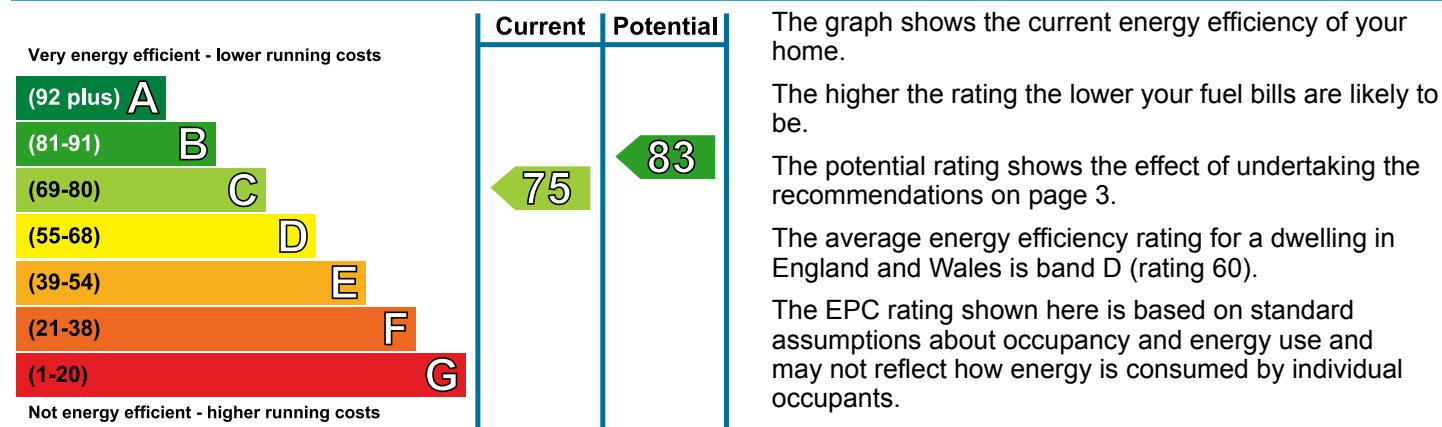 Current Potential
Very energy efficient - lower running costs
(92 plus) A
(81-91) B
83
(69-80) C
75
(55-68) D
(39-54) E
(21-38) F
(1-20) G
Not energy efficient - higher running costs
The graph shows the current energy efficiency of your
home.
The higher the rating the lower your fuel bills are likely to
be.
The potential rating shows the effect of undertaking the
recommendations on page 3.
The average energy efficiency rating for a dwelling in
England and Wales is band D (rating 60).
The EPC rating shown here is based on standard
assumptions about occupancy and energy use and
may not reflect how energy is consumed by individual
occupants.